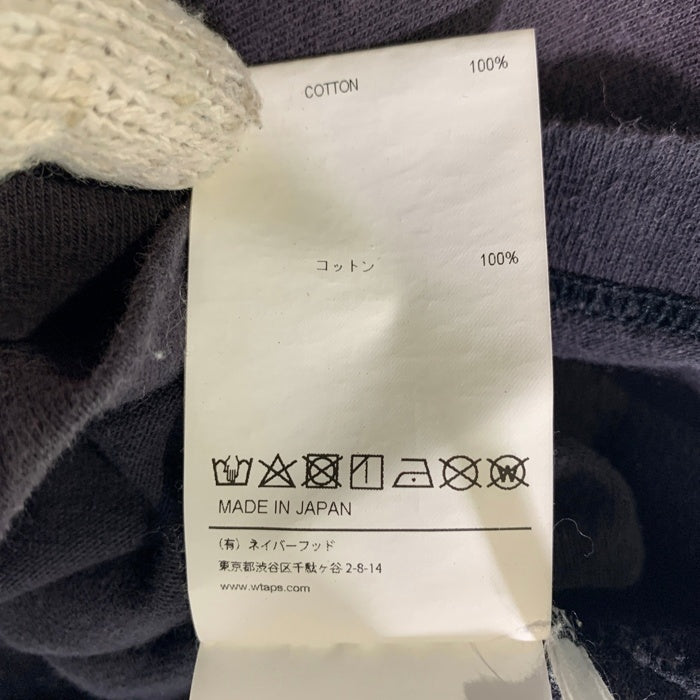 COTTON 100%
コットン 100%
MADE IN JAPAN
(有) ネイバーフッド
東京都渋谷区千駄ヶ谷 2-8-14
www.wtaps.com